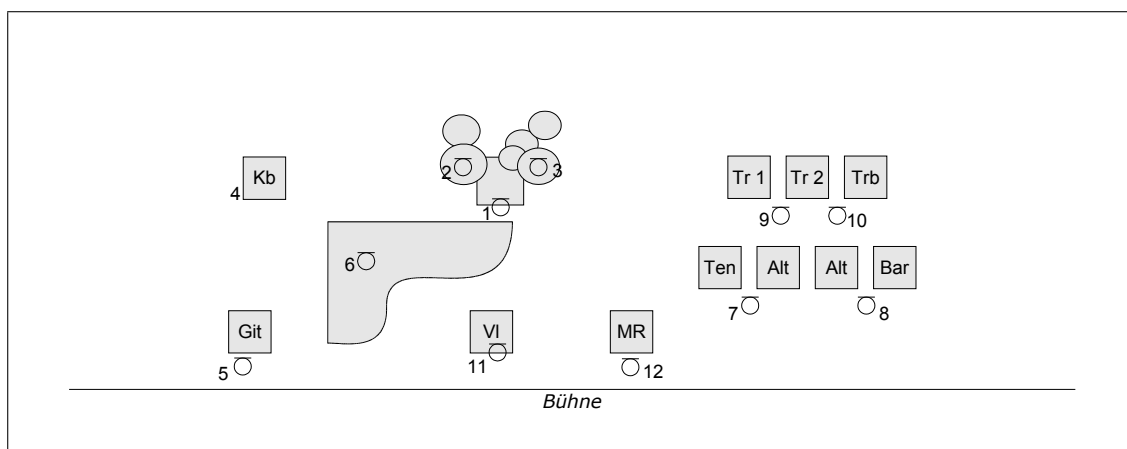 2
3
Tr 1 Tr 2 Trb
4 Kb
1
9 10
6
Ten Alt Alt Bar
7 8
Git Vl MR
5 11 12
Bühne